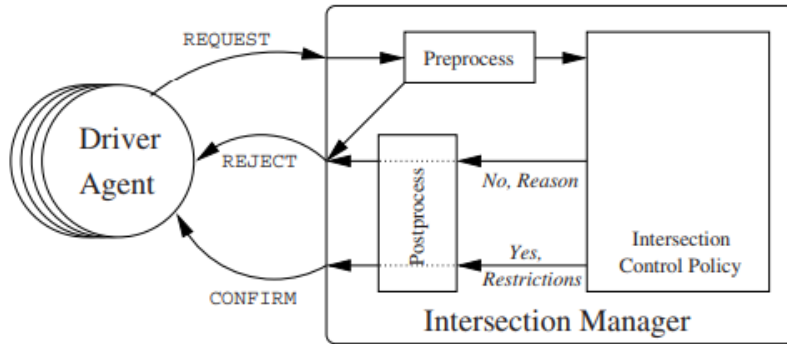 REQUEST
Preprocess
Driver
Agent
REJECT
No, Reason
Postprocess
Yes,
Restrictions
Intersection
Control Policy
CONFIRM
Intersection Manager